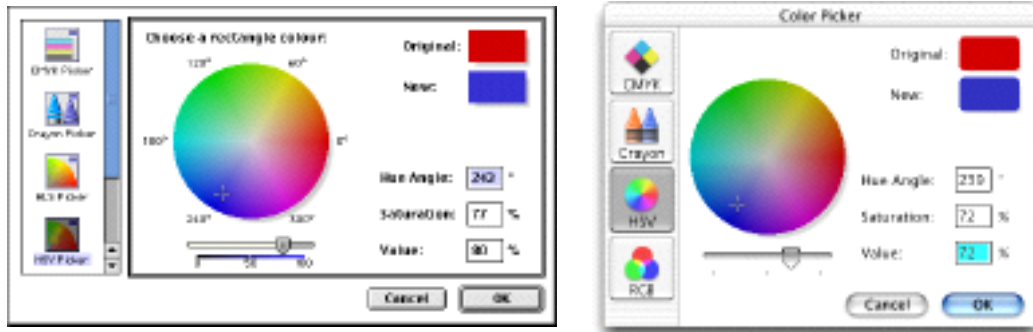 CMYK Picker
Crayon Picker
HLS Picker
HSV Picker
Choose a rectangle colour:
120°
60°
180°
0°
240°
300°
0
50
100
Original:
New:
Hue Angle: 243 °
Saturation: 77 %
Value: 80 %
Cancel
OK
Color Picker
CMYK
Crayon
HSV
RGB
Original:
New:
Hue Angle: 239 °
Saturation: 72 %
Value: 72 %
Cancel
OK